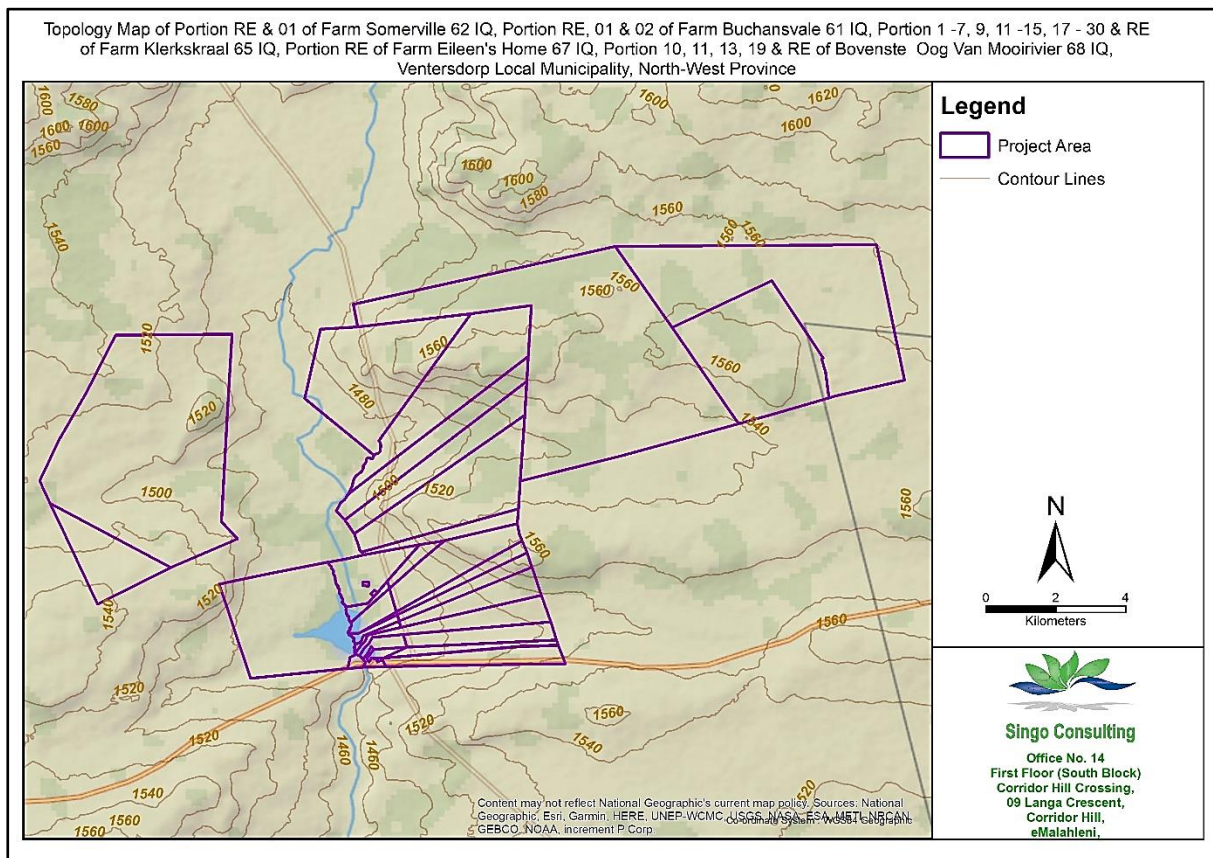 Topology Map of Portion RE & 01 of Farm Somerville 62 IQ, Portion RE, 01 & 02 of Farm Buchansvale 61 IQ, Portion 1 -7, 9, 11 -15, 17 - 30 & RE
of Farm Klerkskraal 65 IQ, Portion RE of Farm Eileen's Home 67 IQ, Portion 10, 11, 13, 19 & RE of Bovenste Oog Van Mooirivier 68 IQ,
Ventersdorp Local Municipality, North-West Province
1600
1580
1600
1600
1560
1540
1600
1600
1580
1600
1620
1600
1560
1560
1560
1560
1560
1520
1560
1560
1480
1520
1540
1500
1500
1520
1560
1560
1540
1520
1560
1520
1520
1540
1560
1460
1460
1520
1560
1540
1520
1540
Content may not reflect National Geographic's current map policy. Sources: National
Geographic, Esri, Garmin, HERE, UNEP-WCMC, USGS, NASA, ESA, METI, NRCAN,
GEBCO, NOAA, increment P Corp.
Co-ordinate System : WGS84 Geographic
Legend
Project Area
Contour Lines
N
0 2 4
Kilometers
Singo Consulting
Office No. 14
First Floor (South Block)
Corridor Hill Crossing,
09 Langa Crescent,
Corridor Hill,
eMalahleni,